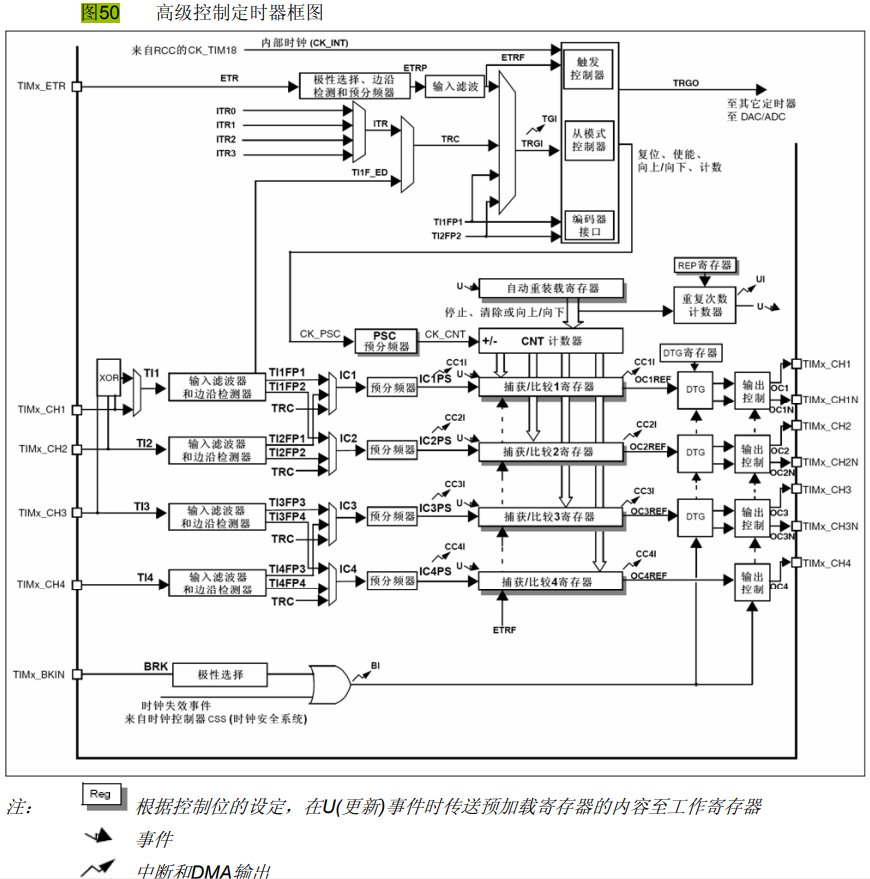 图50 高级控制定时器框图
内部时钟 (CK_INT)
来自RCC的CK_TIM18
触发
控制器
TIMx_ETR
ETR
极性选择、边沿
检测和预分频器
ETRP
输入滤波
ETRF
TRGO
至其它定时器
至 DAC/ADC
ITR0
ITR1
ITR2
ITR3
ITR
TRC
TI1F_ED
TGI
TRGI
从模式
控制器
复位、使能、
向上/向下、计数
TI1FP1
TI2FP2
编码器
接口
REP寄存器
U
自动重装载寄存器
重复次数
计数器
UI
U
停止、清除或向上/向下
CK_PSC
PSC
预分频器
CK_CNT
+/-
CNT 计数器
DTG寄存器
XOR
TI1
输入滤波器
和边沿检测器
TI1FP1
TI1FP2
TRC
IC1
预分频器
CC1I
IC1PS
U
捕获/比较1寄存器
CC1I
OC1REF
DTG
输出
控制
OC1
OC1N
TIMx_CH1
TIMx_CH1N
TIMx_CH1
TIMx_CH2
TI2
输入滤波器
和边沿检测器
TI2FP1
TI2FP2
TRC
IC2
预分频器
CC2I
IC2PS
U
捕获/比较2寄存器
CC2I
OC2REF
DTG
输出
控制
OC2
OC2N
TIMx_CH2
TIMx_CH2N
TIMx_CH3
TI3
输入滤波器
和边沿检测器
TI3FP3
TI3FP4
TRC
IC3
预分频器
CC3I
IC3PS
U
捕获/比较3寄存器
CC3I
OC3REF
DTG
输出
控制
OC3
OC3N
TIMx_CH3
TIMx_CH3N
TIMx_CH4
TI4
输入滤波器
和边沿检测器
TI4FP3
TI4FP4
TRC
IC4
预分频器
CC4I
IC4PS
U
捕获/比较4寄存器
CC4I
OC4REF
输出
控制
OC4
TIMx_CH4
ETRF
TIMx_BKIN
BRK
极性选择
BI
时钟失效事件
来自时钟控制器 CSS (时钟安全系统)
注：
Reg
根据控制位的设定，在U(更新)事件时传送预加载寄存器的内容至工作寄存器
事件
中断和DMA输出